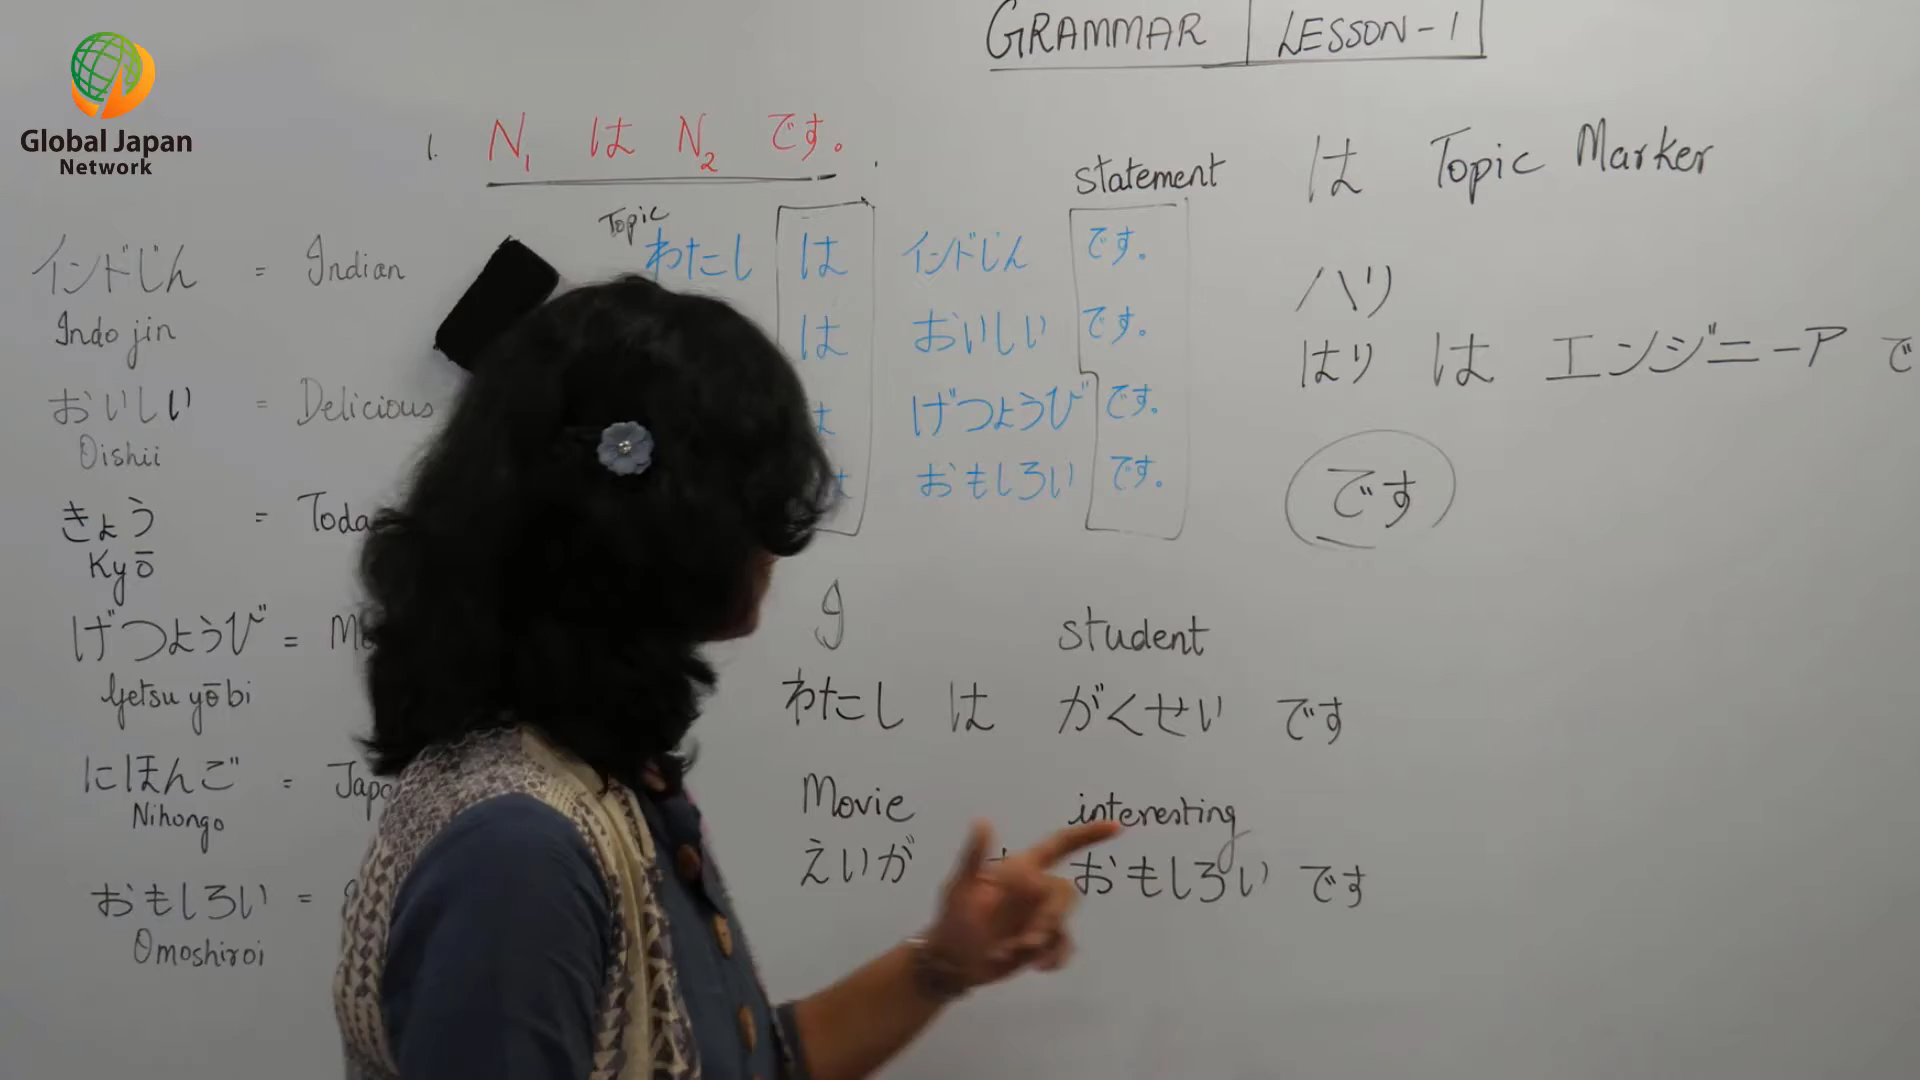 Global Japan
Network
GRAMMAR | LESSON-1
1. N1 は N2 です。
インドじん = Indian
Indo jin
おいしい = Delicious
Oishii
きょう =
Kyō
げつようび =
Getsu yōbi
にほんご =
Nihongo
おもしろい =
Omoshiroi
Topic
statement
わたし は インドじん です。
は おいしい です。
げつようび です。
おもしろい です。
I student
わたし は がくせい です
Movie interesting
えいが おもしろい です
は Topic Marker
ハリ
はり は エンジニーア で
です